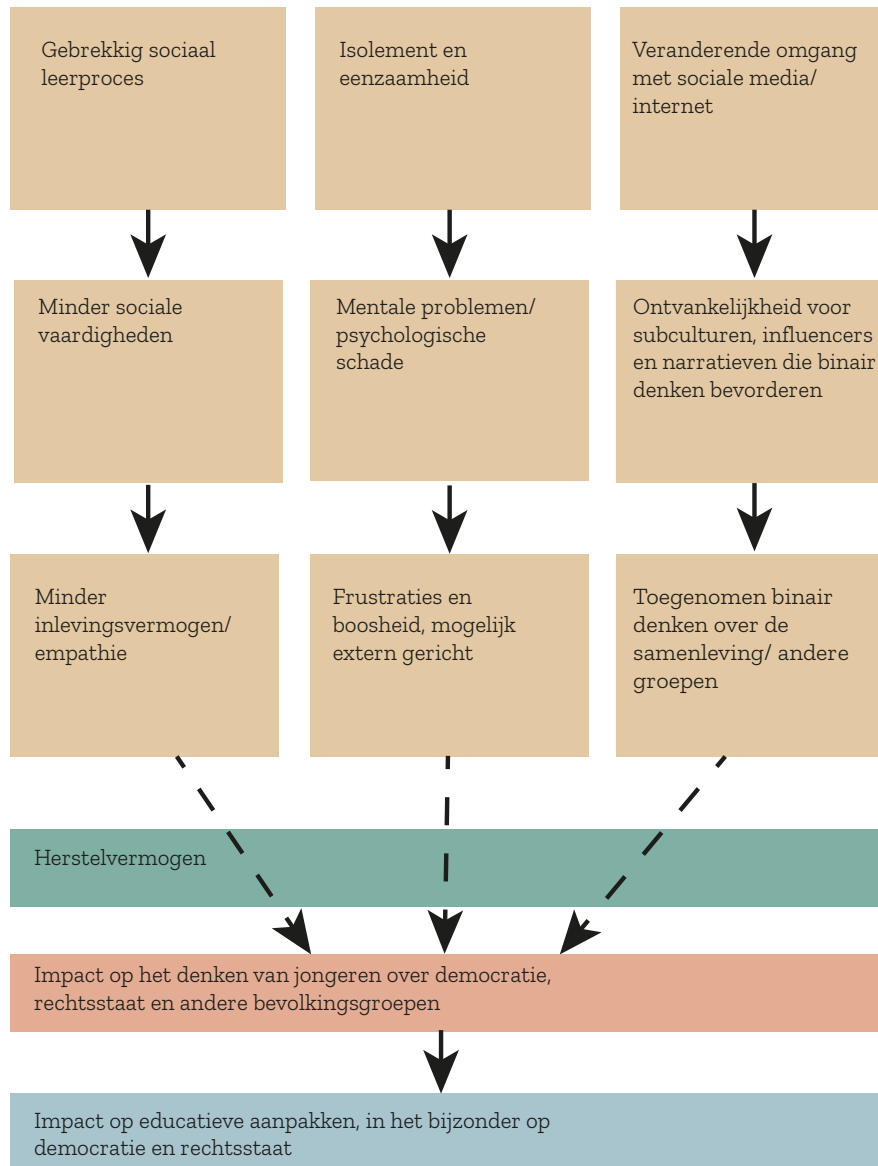 Gebrekkig sociaal
leerproces
Isolement en
eenzaamheid
Veranderende omgang
met sociale media/
internet
Minder sociale
vaardigheden
Mentale problemen/
psychologische
schade
Ontvankelijkheid voor
subculturen, influencers
en narratieven die binair
denken bevorderen
Minder
inlevingsvermogen/
empathie
Frustraties en
boosheid, mogelijk
extern gericht
Toegenomen binair
denken over de
samenleving/ andere
groepen
Herstelvermogen
Impact op het denken van jongeren over democratie,
rechtsstaat en andere bevolkingsgroepen
Impact op educatieve aanpakken, in het bijzonder op
democratie en rechtsstaat